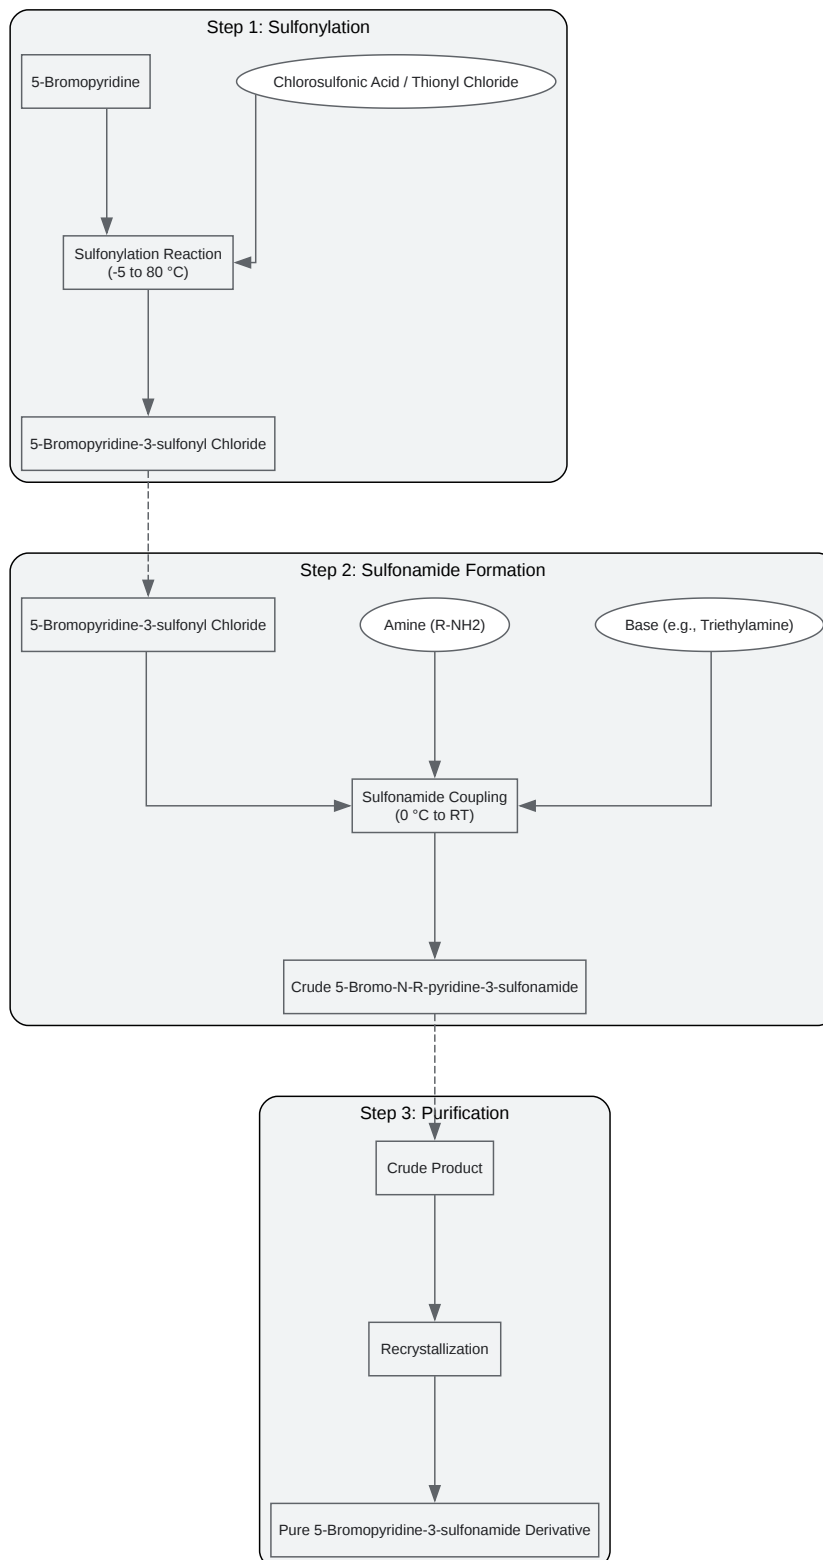 Step 1: Sulfonylation
5-Bromopyridine
Chlorosulfonic Acid / Thionyl Chloride
Sulfonylation Reaction
(-5 to 80 °C)
5-Bromopyridine-3-sulfonyl Chloride
Step 2: Sulfonamide Formation
5-Bromopyridine-3-sulfonyl Chloride
Amine (R-NH2)
Base (e.g., Triethylamine)
Sulfonamide Coupling
(0 °C to RT)
Crude 5-Bromo-N-R-pyridine-3-sulfonamide
Step 3: Purification
Crude Product
Recrystallization
Pure 5-Bromopyridine-3-sulfonamide Derivative